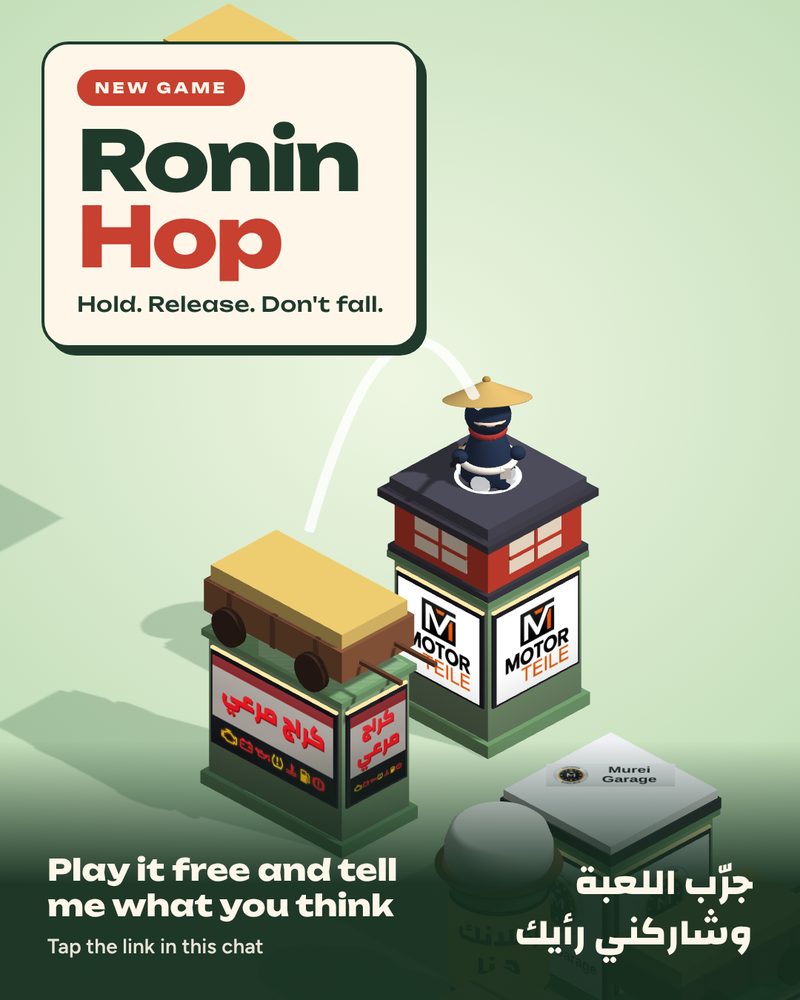 NEW GAME
Ronin
Hop
Hold. Release. Don't fall.
MOTOR
TEILE
MOTOR
TEILE
كراج مرعي
كراج
مرعي
Murei
Garage
Play it free and tell
me what you think
Tap the link in this chat
جرّب اللعبة
وشاركني رأيك